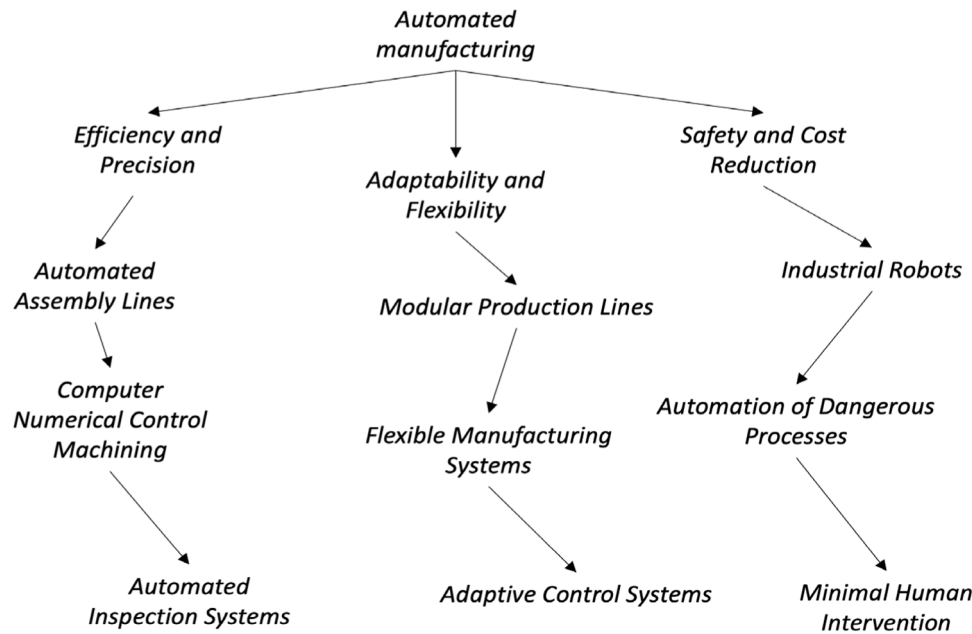 Automated
manufacturing
Efficiency and
Precision
Adaptability and
Flexibility
Safety and Cost
Reduction
Automated
Assembly Lines
Modular Production Lines
Industrial Robots
Computer
Numerical Control
Machining
Flexible Manufacturing
Systems
Automation of Dangerous
Processes
Automated
Inspection Systems
Adaptive Control Systems
Minimal Human
Intervention